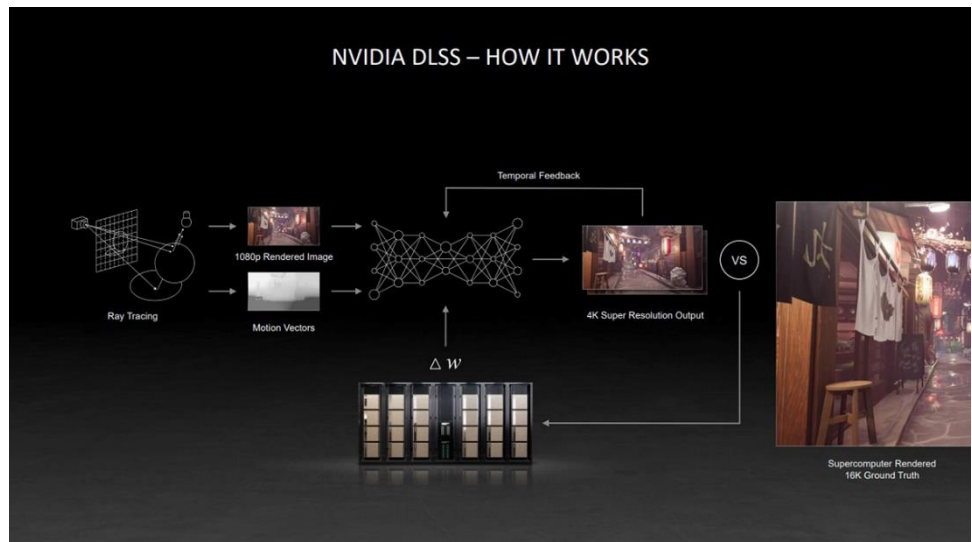 NVIDIA DLSS – HOW IT WORKS
Temporal Feedback
1080p Rendered Image
VS
Ray Tracing
Motion Vectors
4K Super Resolution Output
△ w
Supercomputer Rendered
16K Ground Truth